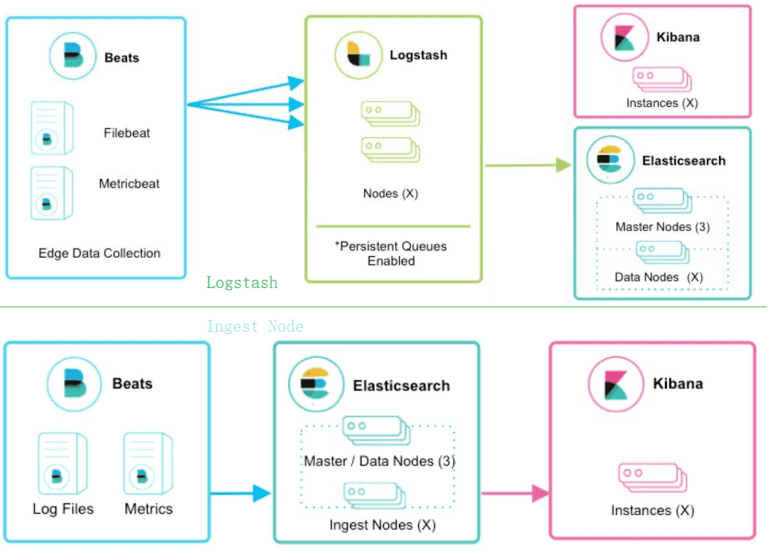 Beats
Filebeat
Metricbeat
Edge Data Collection
Logstash
Nodes (X)
*Persistent Queues
Enabled
Kibana
Instances (X)
Elasticsearch
Master Nodes (3)
Data Nodes (X)
Logstash
Ingest Node
Beats
Log Files
Metrics
Elasticsearch
Master / Data Nodes (3)
Ingest Nodes (X)
Kibana
Instances (X)